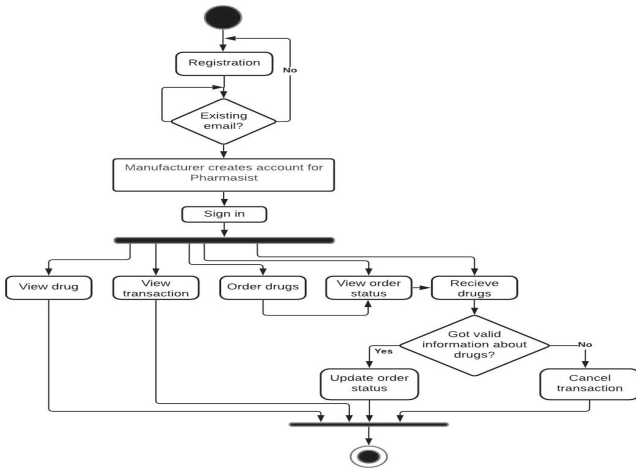 Registration
No
Existing
email?
Manufacturer creates account for
Pharmasist
Sign in
View drug
View
transaction
Order drugs
View order
status
Recieve
drugs
Got valid
information about
drugs?
Yes
No
Update order
status
Cancel
transaction